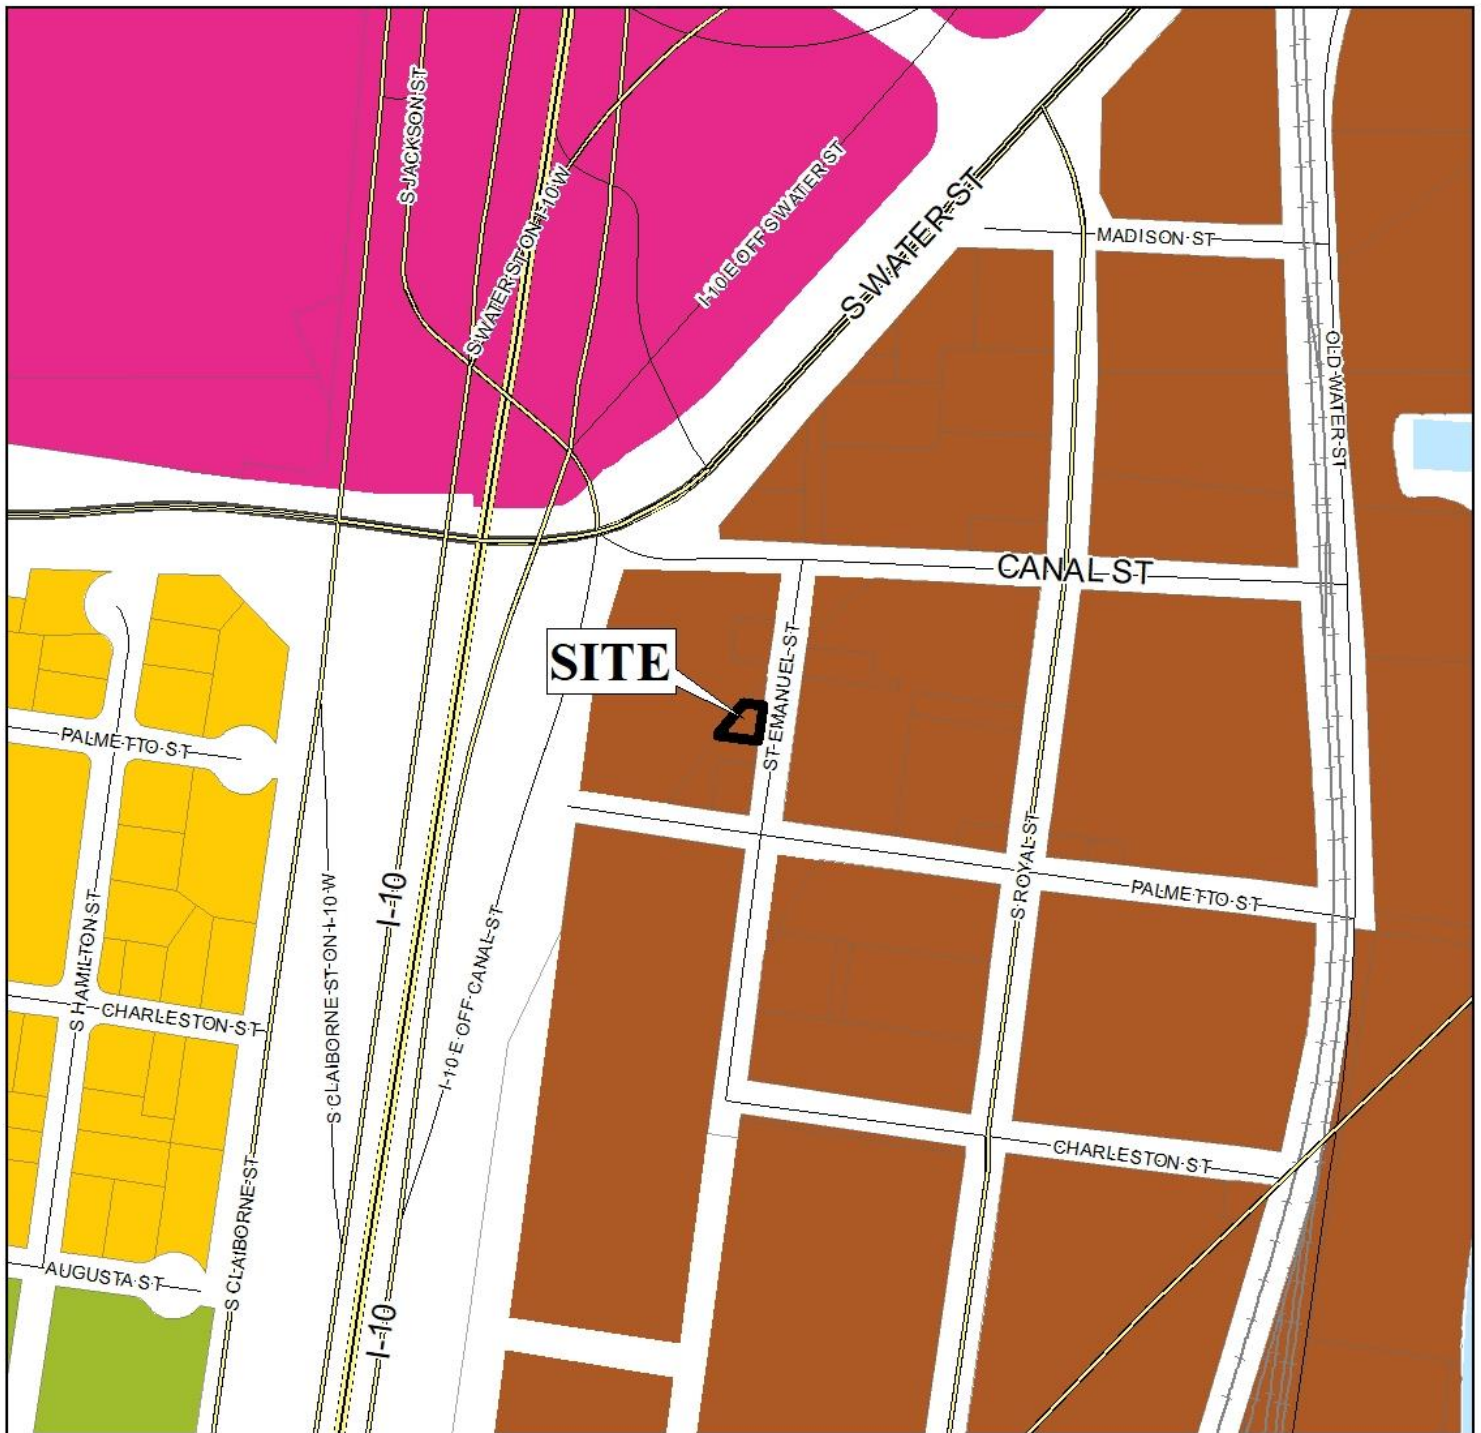 S JACKSON ST
S WATER ST ON I-10 W
I-10 E OFF S WATER ST
S WATER ST
MADISON ST
OLD WATER ST
CANAL ST
SITE
ST EMANUEL ST
PALMETTO ST
S HAMILTON ST
I-10
S CLAIBORNE ST ON I-10 W
I-10 E OFF CANAL ST
S ROYAL ST
PALMETTO ST
CHARLESTON ST
CHARLESTON ST
S CLAIBORNE ST
AUGUSTA ST
I-10